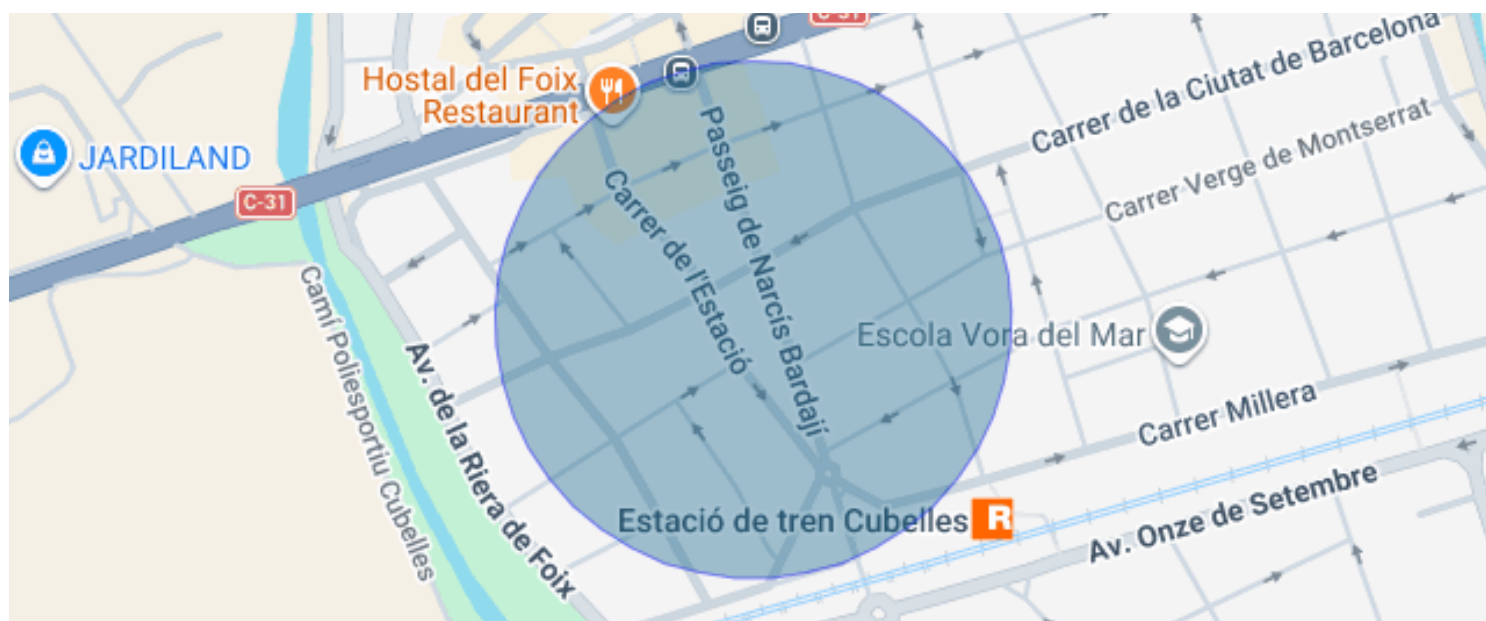 C-31
Hostal del Foix
Restaurant
JARDILAND
C-31
Carrer de la Ciutat de Barcelona
Carrer Verge de Montserrat
Passeig de Narcís Bardají
Carrer de l'Estació
Camí Poliesportiu Cubelles
Av. de la Riera de Foix
Escola Vora del Mar
Carrer Millera
Estació de tren Cubelles
R
Av. Onze de Setembre